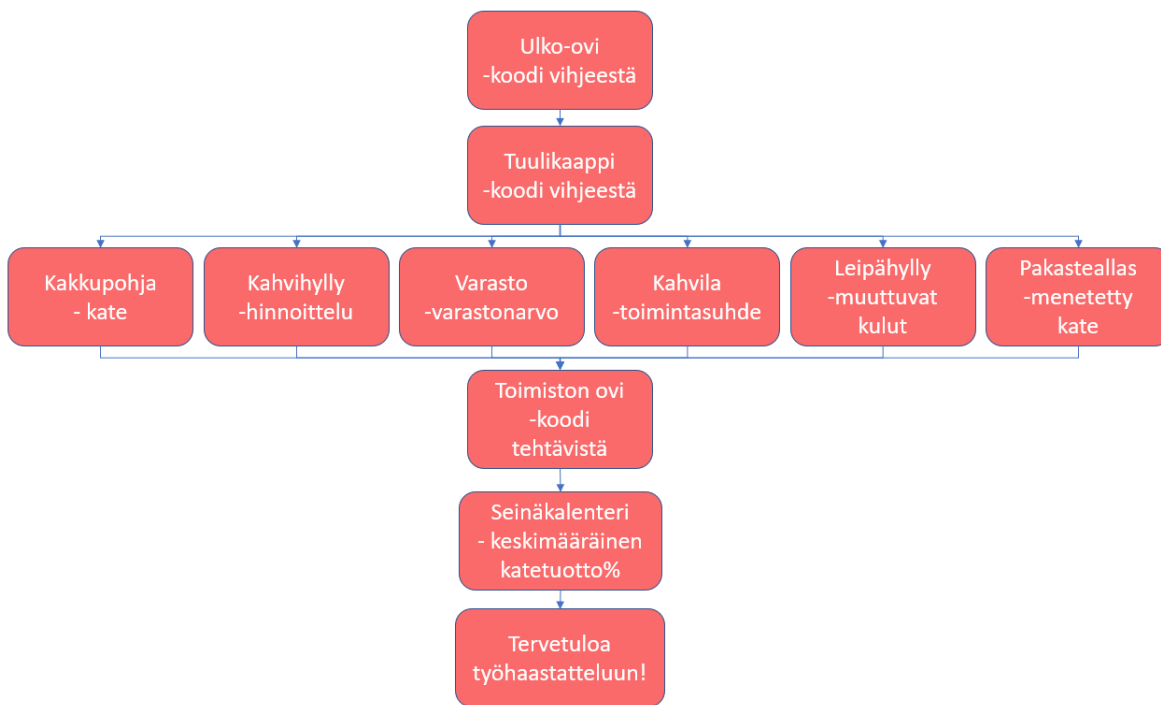 Ulko-ovi
-koodi vihjeestä
Tuulikaappi
-koodi vihjeestä
Kakkupohja
- kate
Kahvihylly
-hinnoittelu
Varasto
-varastonarvo
Kahvila
-toimintasuhde
Leipähylly
-muuttuvat
kulut
Pakasteallas
-menetetty
kate
Toimiston ovi
-koodi
tehtävistä
Seinäkalenteri
- keskimääräinen
katetuotto%
Tervetuloa
työhaastatteluun!